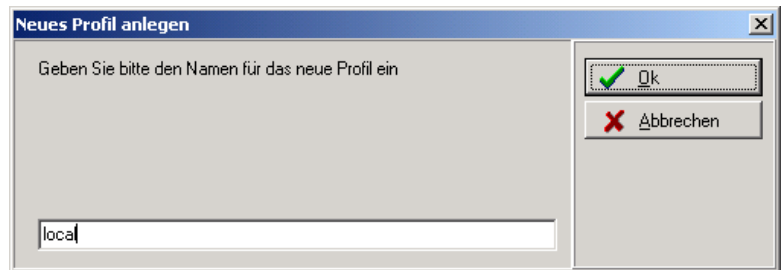 Neues Profil anlegen
Geben Sie bitte den Namen für das neue Profil ein
Ok
Abbrechen
local